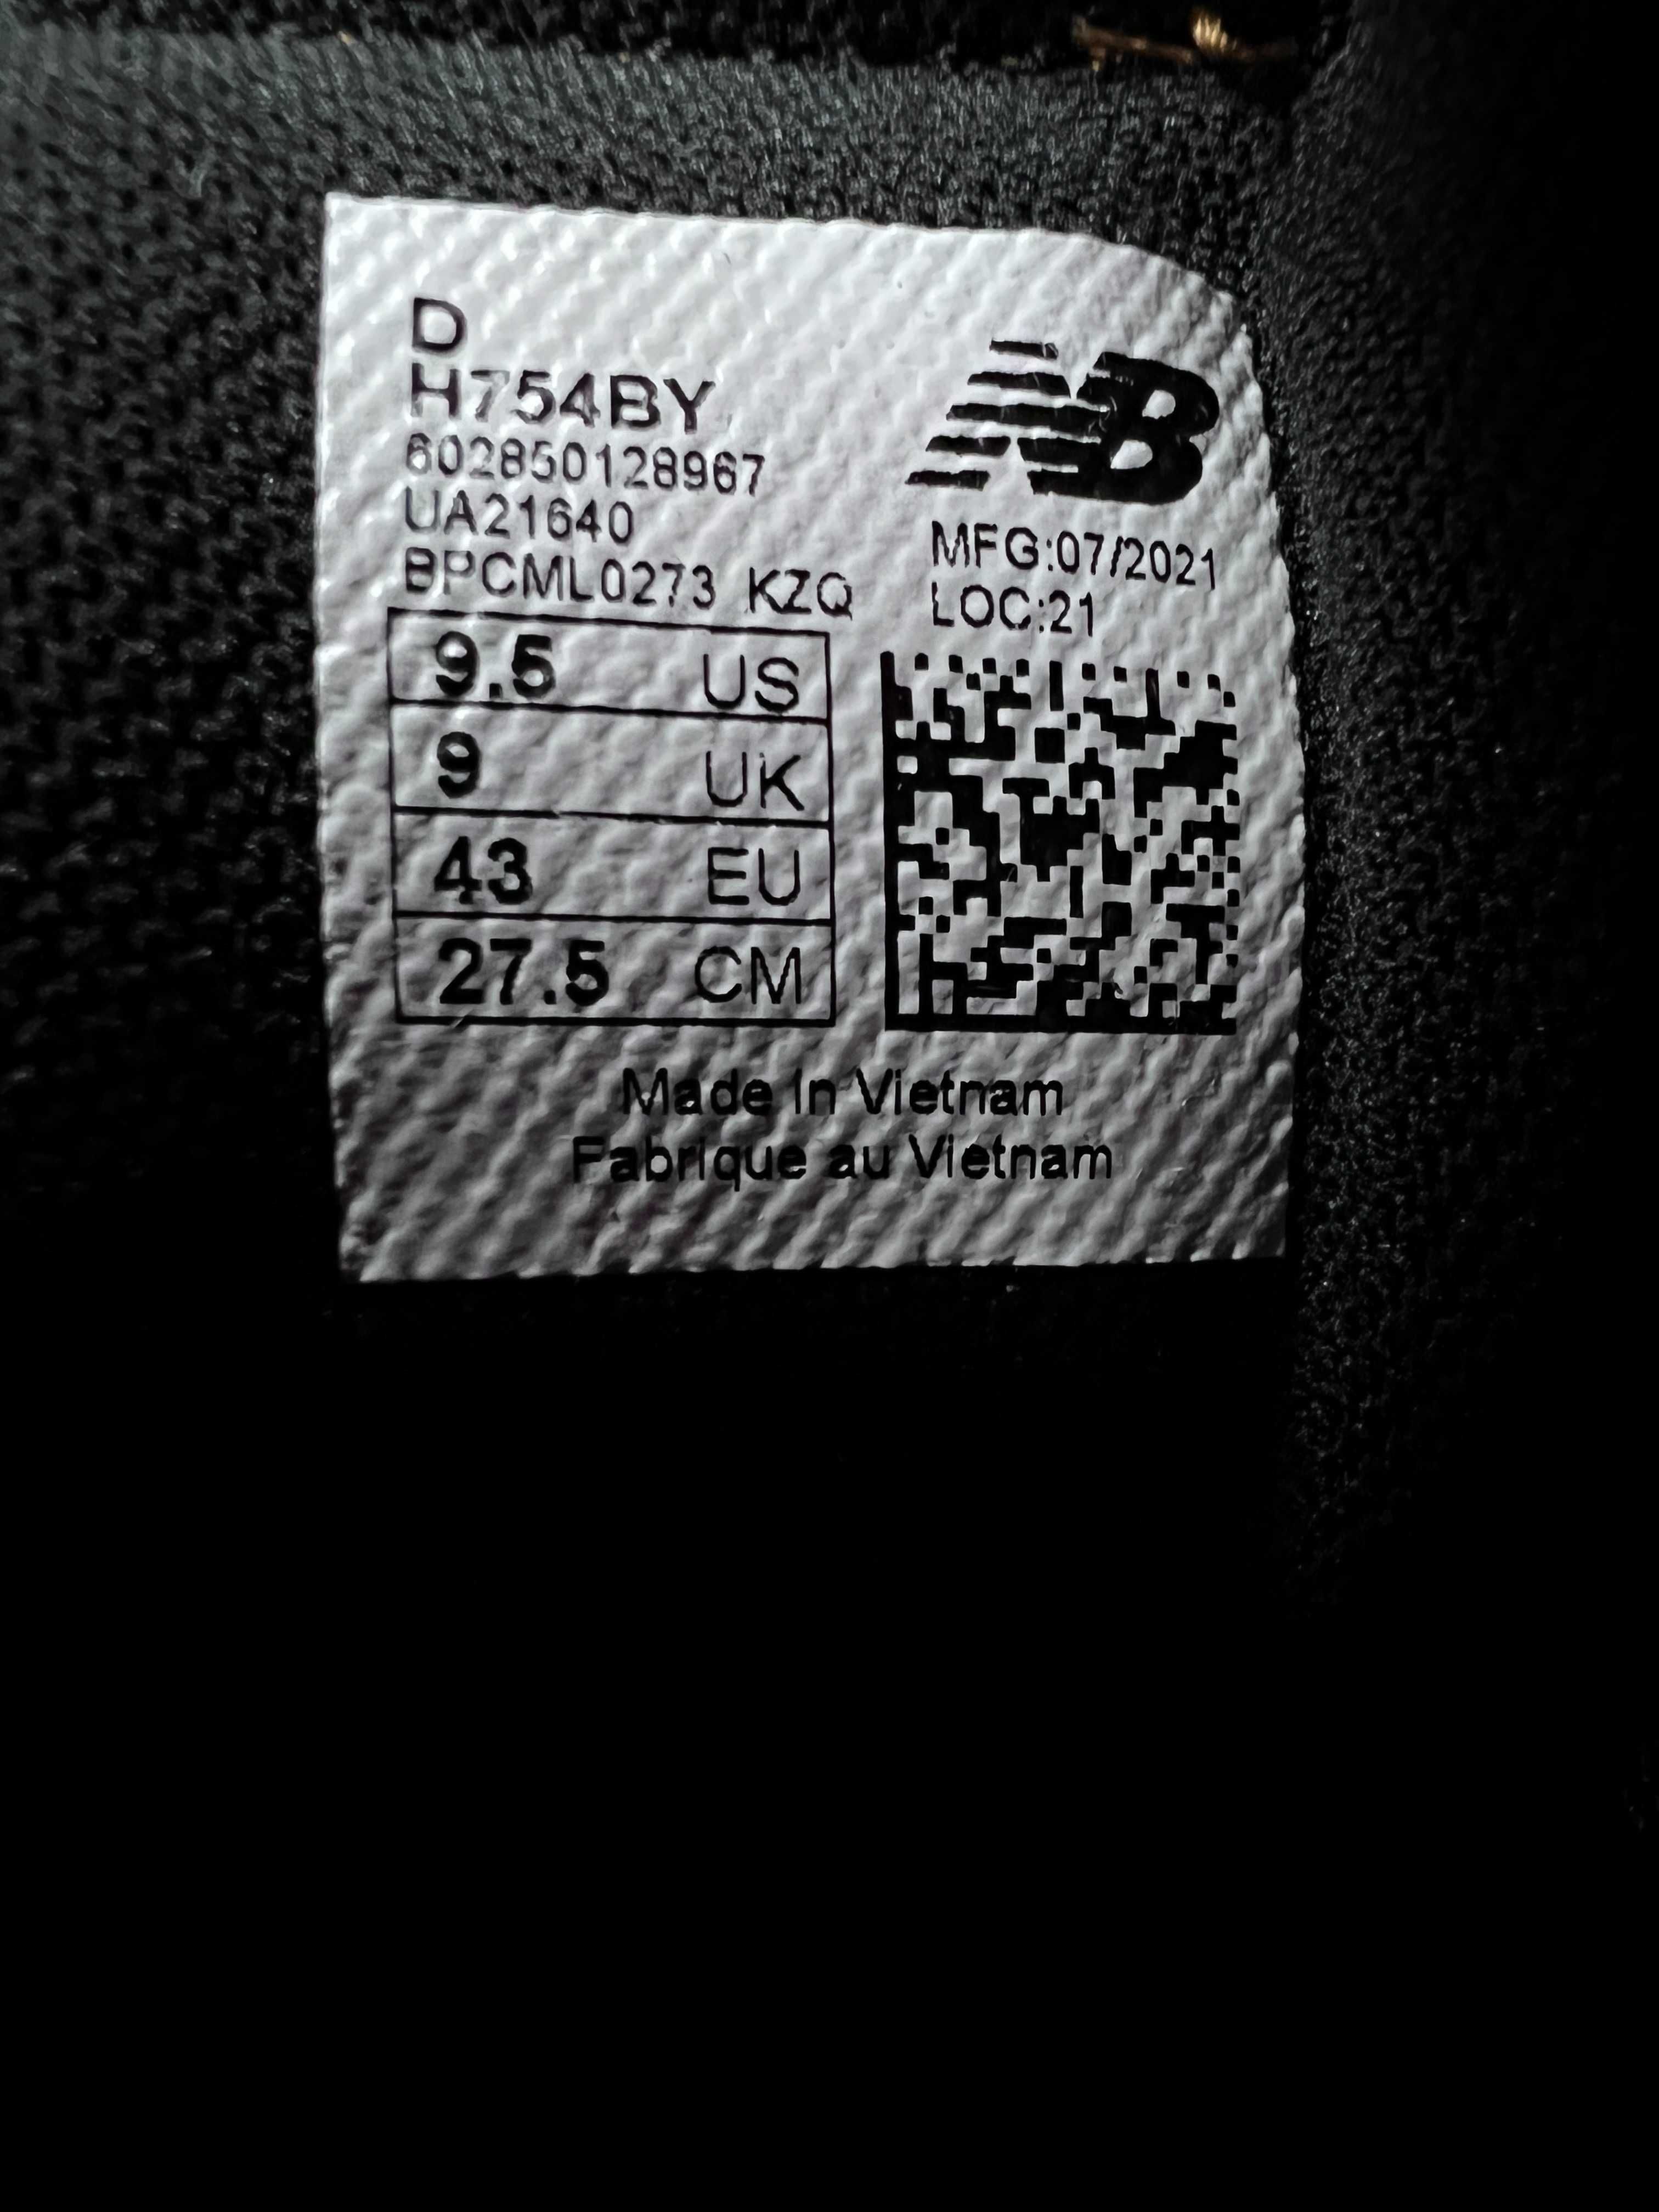 D
H754BY
602850128967
UA21640
BPCML0273 KZQ
NB
MFG:07/2021
LOC:21
9.5 US
9 UK
43 EU
27.5 CM
Made In Vietnam
Fabrique au Vietnam